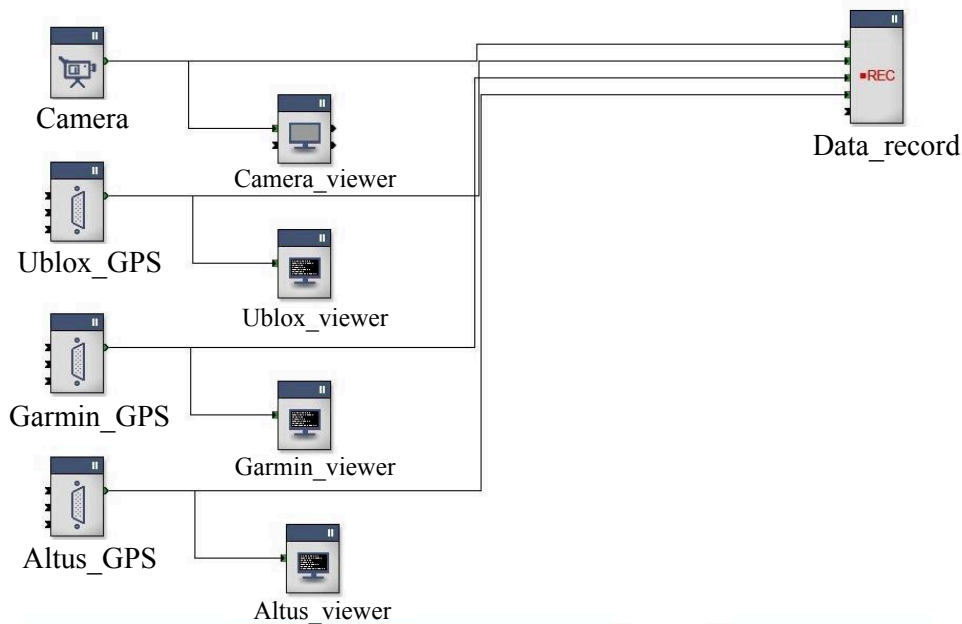 REC
Camera
Data_record
Camera_viewer
Ublox_GPS
Ublox_viewer
Garmin_GPS
Garmin_viewer
Altus_GPS
Altus_viewer